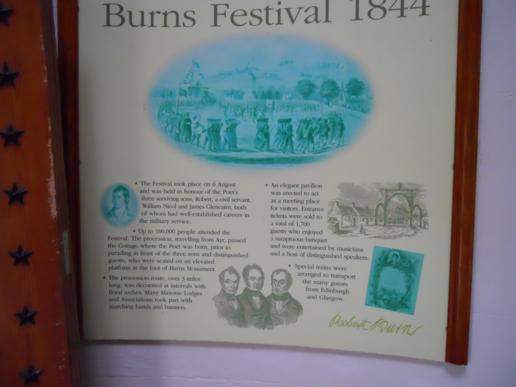 Burns Festival 1844
• The Festival took place on 6 August
and was held in honour of the Poet's
three surviving sons, Robert, a civil servant,
William Nicol and James Glencairn, both
of whom had well-established careers in
the military service.
• Up to 100,000 people attended the
Festival. The procession, travelling from Ayr, passed
the Cottage where the Poet was born, prior to
parading in front of the three sons and distinguished
guests, who were seated on an elevated
platform at the foot of Burns Monument.
• The procession route, over 3 miles
long, was decorated at intervals with
floral arches. Many Masonic Lodges
and Associations took part with
marching bands and banners.
• An elegant pavilion
was erected to act
as a meeting place
for visitors. Entrance
tickets were sold to
a total of 1,700
guests who enjoyed
a sumptuous banquet
and were entertained by musicians
and a host of distinguished speakers.
• Special trains were
arranged to transport
the many guests
from Edinburgh
and Glasgow.
Robert Burns